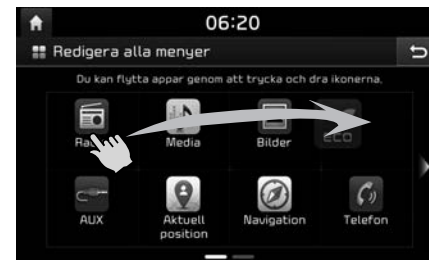 06:20
Redigera alla menyer
Du kan flytta appar genom att trycka och dra ikonerna.
Media Bilder ECO
AUX Aktuell position Navigation Telefon